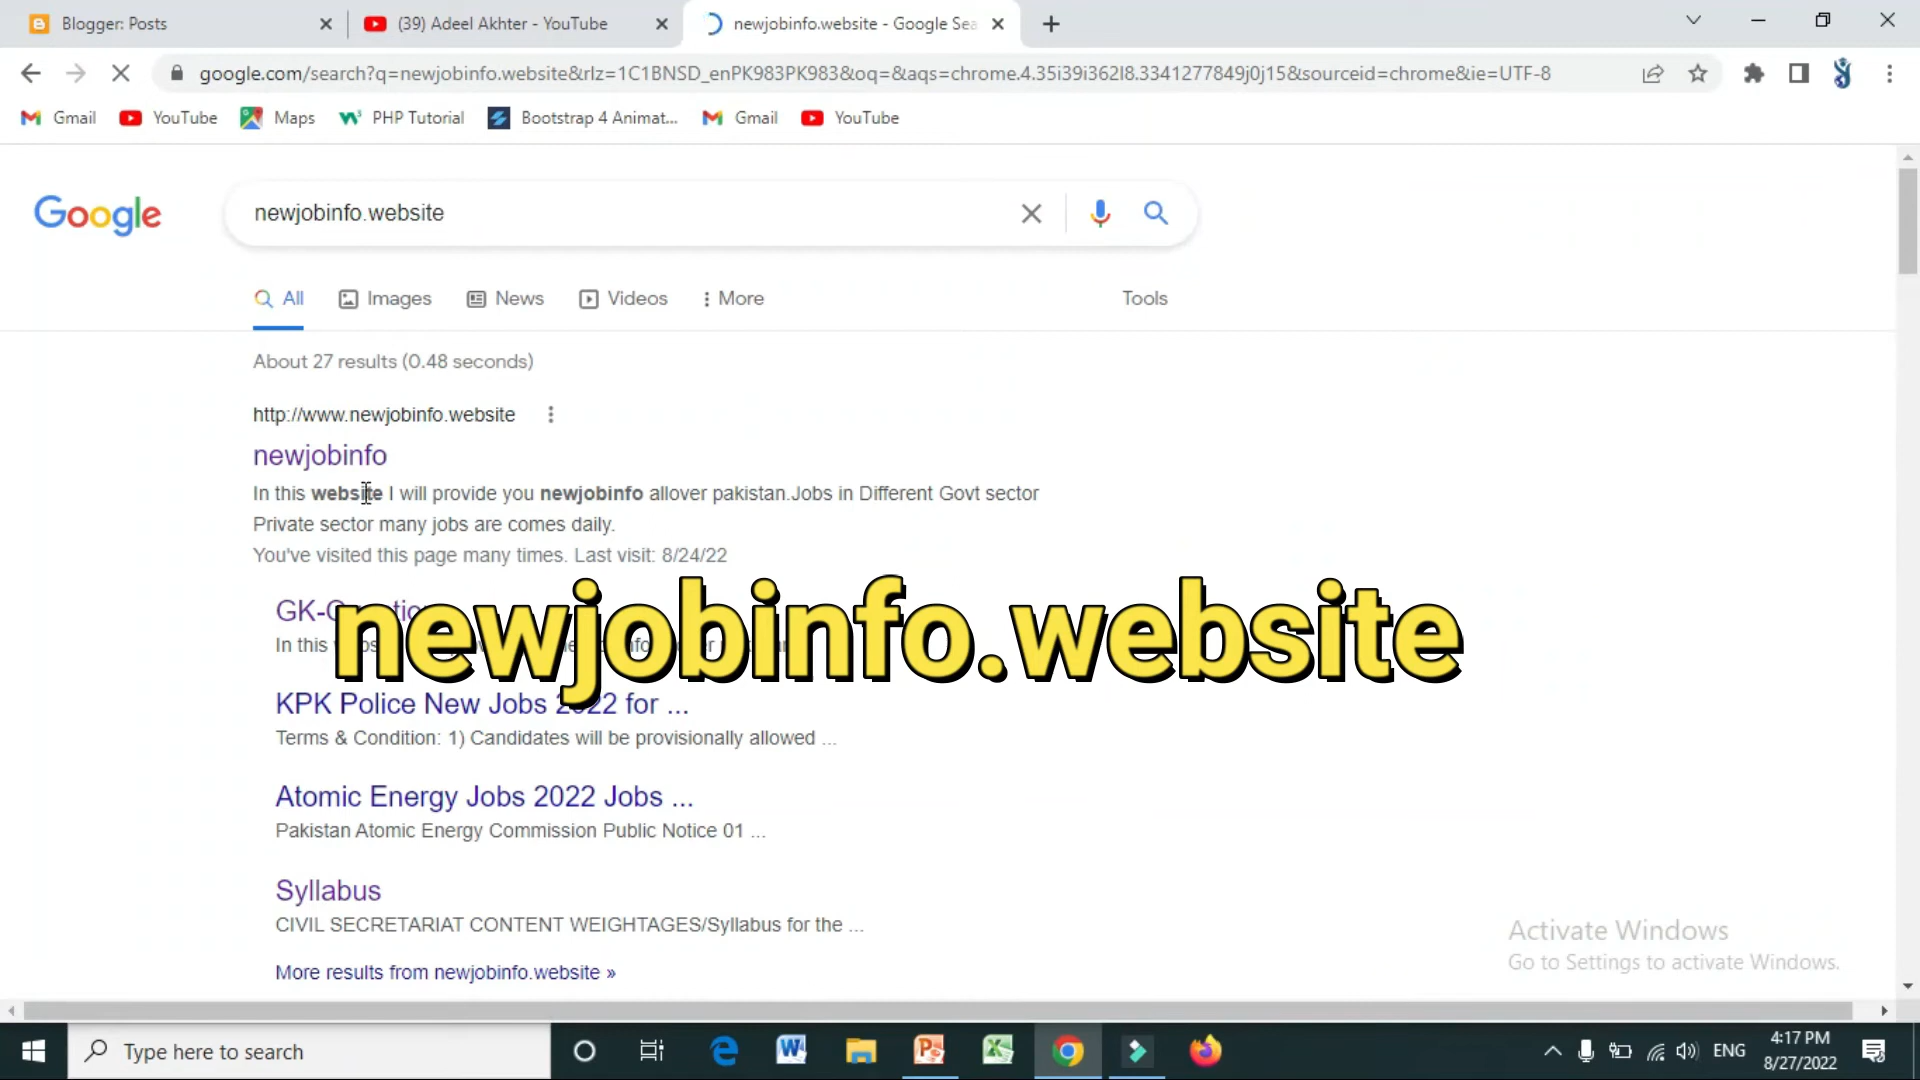 Blogger: Posts
(39) Adeel Akhter - YouTube
newjobinfo.website - Google Sea
google.com/search?q=newjobinfo.website&rlz=1C1BNSD_enPK983PK983&oq=&aqs=chrome.4.35i39i362l8.3341277849j0j15&sourceid=chrome&ie=UTF-8
Gmail
YouTube
Maps
PHP Tutorial
Bootstrap 4 Animat...
Gmail
YouTube
Google
newjobinfo.website
All
Images
News
Videos
More
Tools
About 27 results (0.48 seconds)
http://www.newjobinfo.website
newjobinfo
In this website I will provide you newjobinfo allover pakistan.Jobs in Different Govt sector
Private sector many jobs are comes daily.
You've visited this page many times. Last visit: 8/24/22
newjobinfo.website
In this
KPK Police New Jobs 2022 for ...
Terms & Condition: 1) Candidates will be provisionally allowed ...
Atomic Energy Jobs 2022 Jobs ...
Pakistan Atomic Energy Commission Public Notice 01 ...
Syllabus
CIVIL SECRETARIAT CONTENT WEIGHTAGES/Syllabus for the ...
More results from newjobinfo.website »
Activate Windows
Go to Settings to activate Windows.
Type here to search
ENG
4:17 PM
8/27/2022